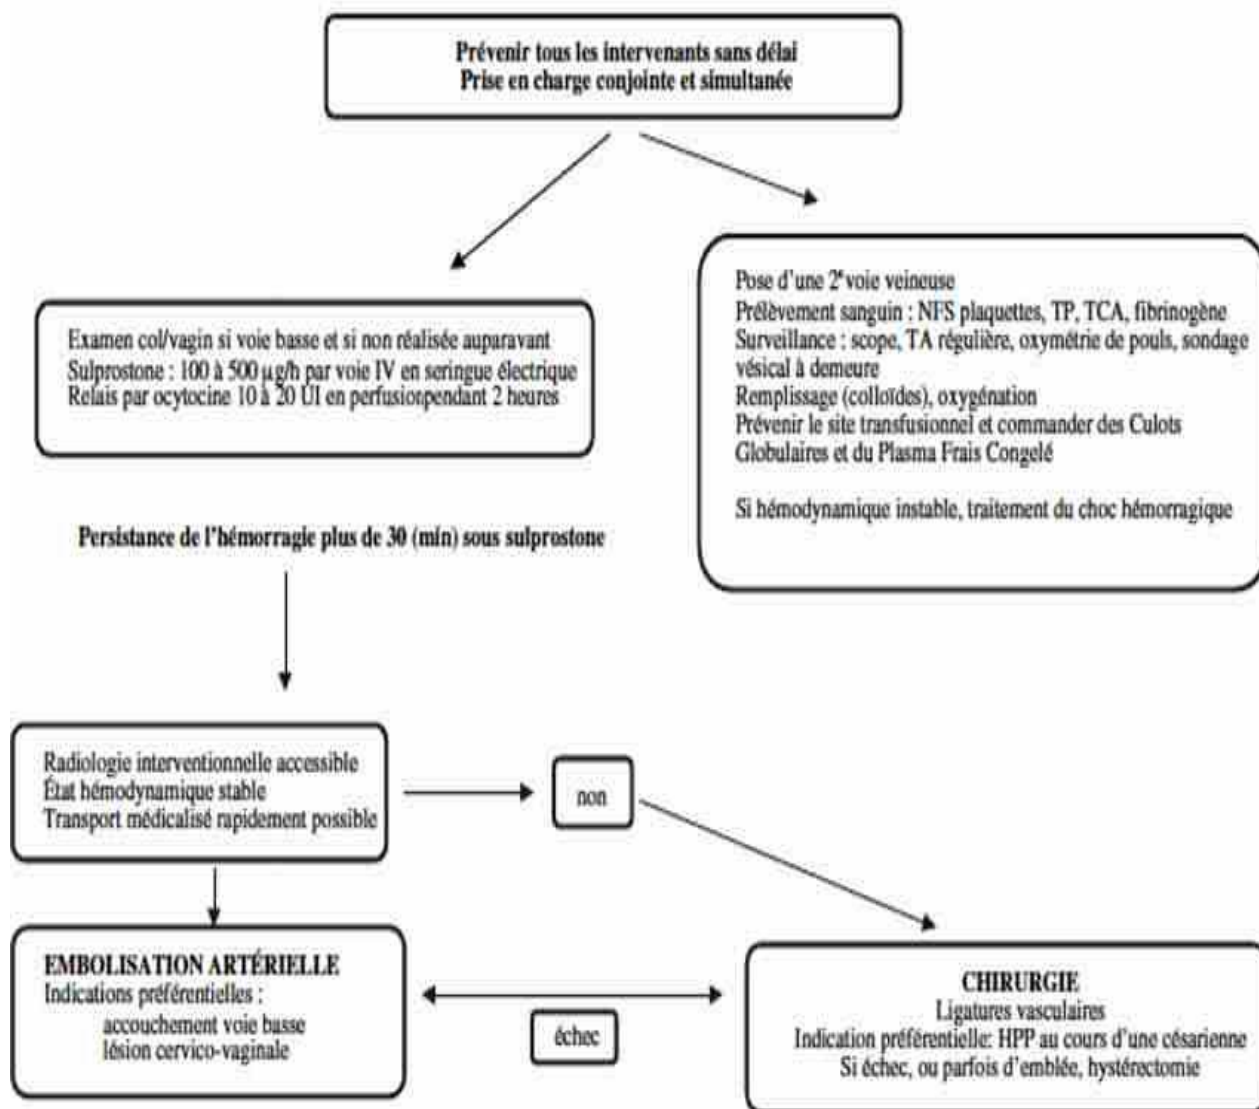 Prévenir tous les intervenants sans délai
Prise en charge conjointe et simultanée
Examen col/vagin si voie basse et si non réalisée auparavant
Sulprostone : 100 à 500 µg/h par voie IV en seringue électrique
Relais par ocytocine 10 à 20 UI en perfusionpendant 2 heures
Pose d'une 2e voie veineuse
Prélèvement sanguin : NFS plaquettes, TP, TCA, fibrinogène
Surveillance : scope, TA régulière, oxymétrie de pouls, sondage
vésical à demeure
Remplissage (colloïdes), oxygénation
Prévenir le site transfusionnel et commander des Culots
Globulaires et du Plasma Frais Congelé
Si hémodynamique instable, traitement du choc hémorragique
Persistance de l'hémorragie plus de 30 (min) sous sulprostone
Radiologie interventionnelle accessible
État hémodynamique stable
Transport médicalisé rapidement possible
non
EMBOLISATION ARTÉRIELLE
Indications préférentielles :
accouchement voie basse
lésion cervico-vaginale
échec
CHIRURGIE
Ligatures vasculaires
Indication préférentielle: HPP au cours d'une césarienne
Si échec, ou parfois d'emblée, hystérectomie